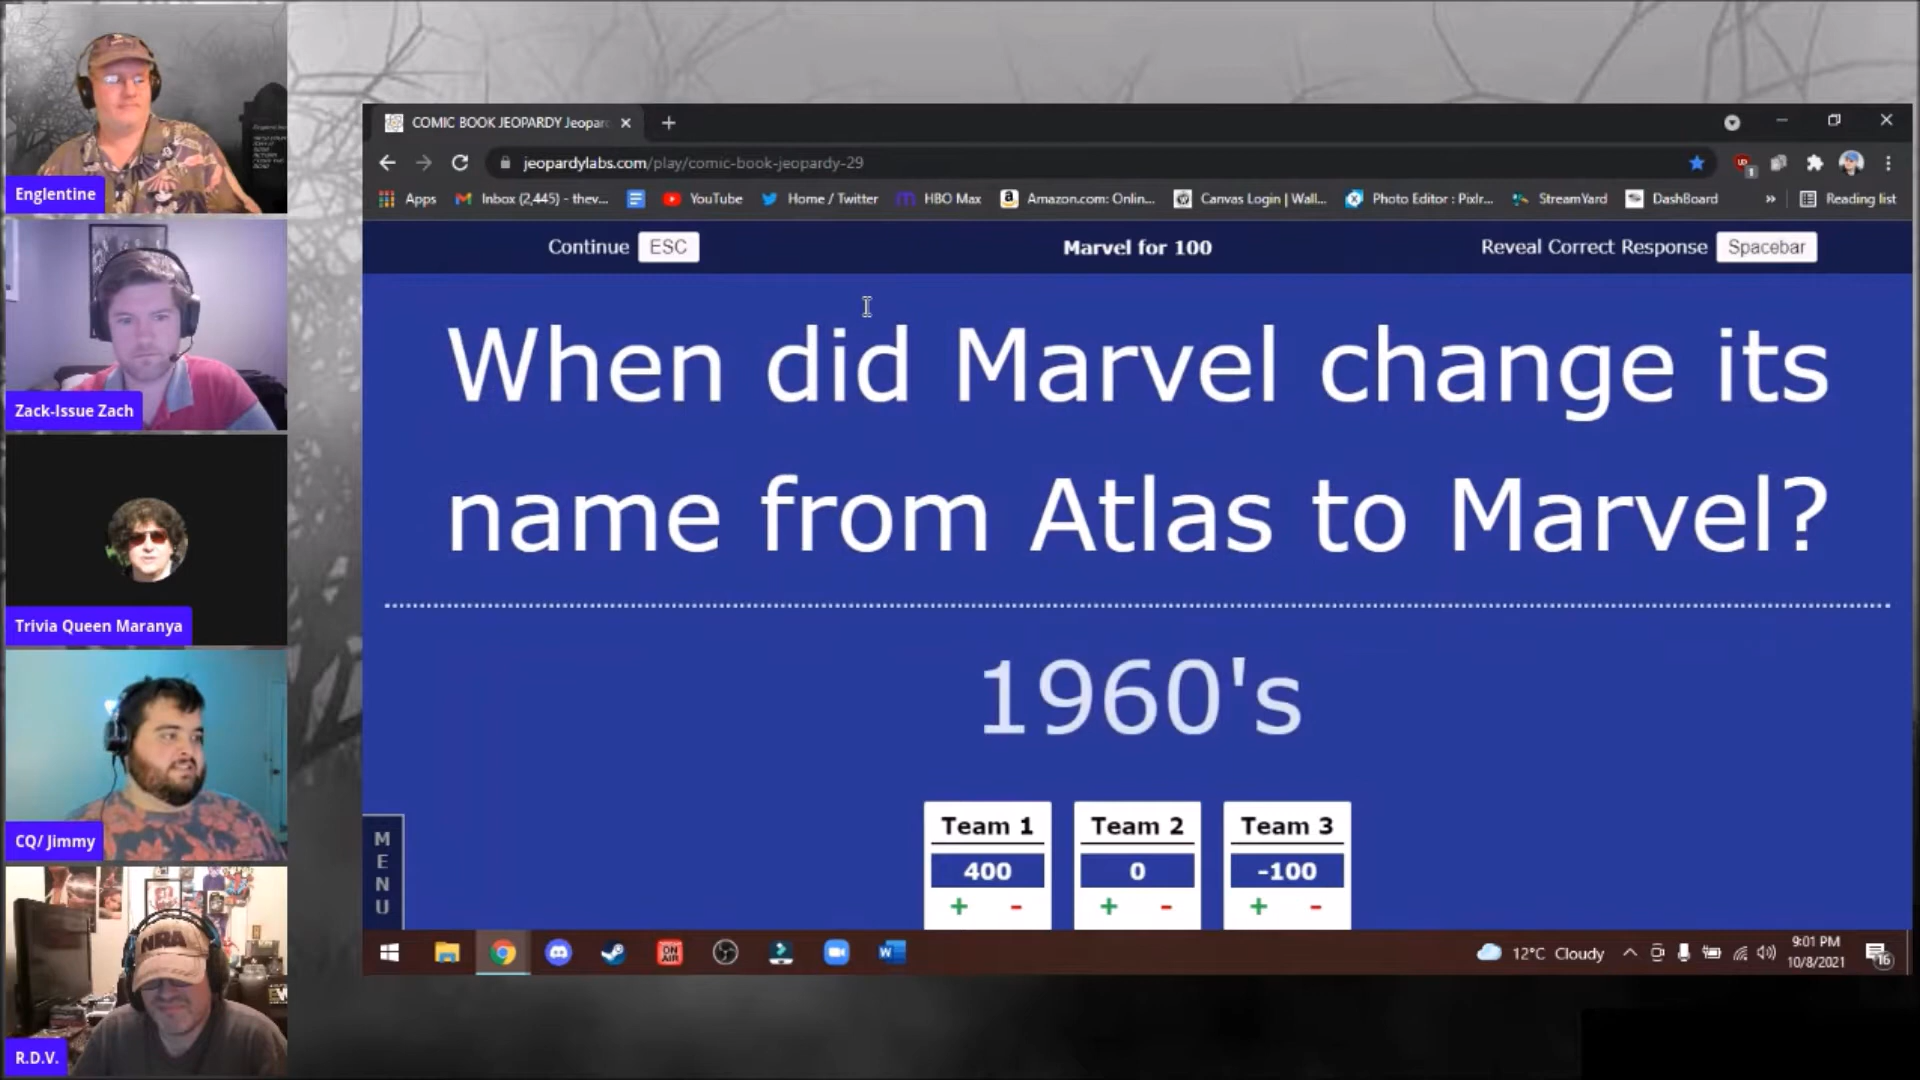 Englentine
Zack-Issue Zach
Trivia Queen Maranya
CQ/ Jimmy
NRA
R.D.V.
COMIC BOOK JEOPARDY Jeopar
jeopardylabs.com/play/comic-book-jeopardy-29
Apps Inbox (2,445) - thev... YouTube Home / Twitter HBO Max Amazon.com: Onlin... Canvas Login | Wall... Photo Editor : Pixlr... StreamYard DashBoard » Reading list
Continue ESC Marvel for 100 Reveal Correct Response Spacebar
When did Marvel change its
name from Atlas to Marvel?
1960's
MENU
Team 1 Team 2 Team 3
400 0 -100
+ - + - + -
ON AIR
12°C Cloudy
9:01 PM
10/8/2021
16